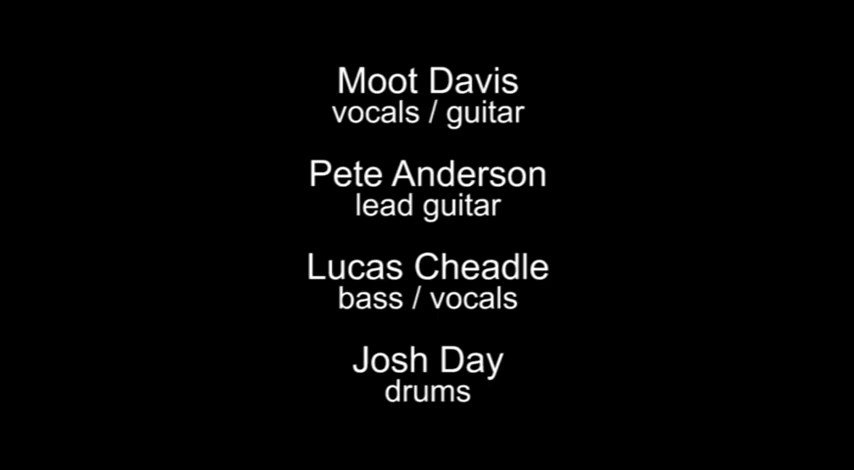 Moot Davis
vocals / guitar
Pete Anderson
lead guitar
Lucas Cheadle
bass / vocals
Josh Day
drums